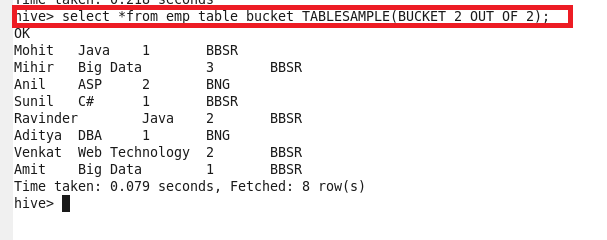 Time taken: 0.218 seconds
hive> select *from emp_table_bucket TABLESAMPLE(BUCKET 2 OUT OF 2);
OK
Mohit Java 1 BBSR
Mihir Big Data 3 BBSR
Anil ASP 2 BNG
Sunil C# 1 BBSR
Ravinder Java 2 BBSR
Aditya DBA 1 BNG
Venkat Web Technology 2 BBSR
Amit Big Data 1 BBSR
Time taken: 0.079 seconds, Fetched: 8 row(s)
hive>